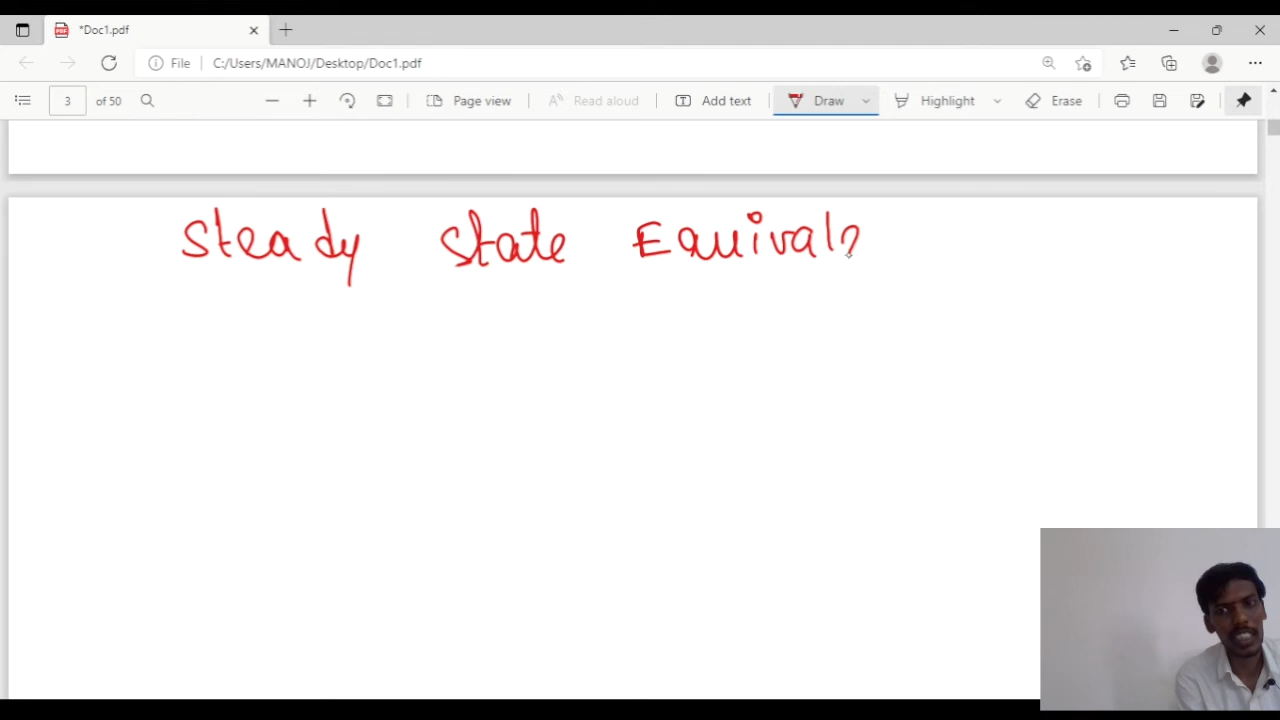 *Doc1.pdf
File C:/Users/MANOJ/Desktop/Doc1.pdf
3 of 50 Page view Read aloud Add text Draw Highlight Erase
Steady State Equival